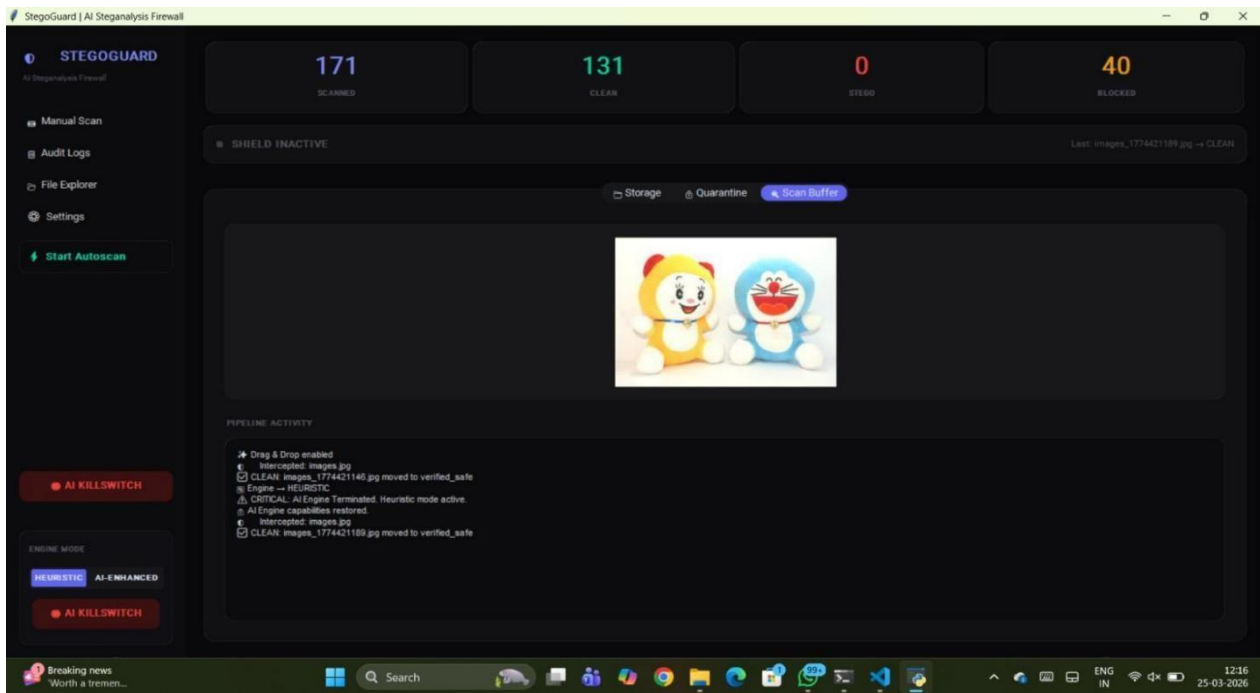 StegoGuard | AI Steganalysis Firewall
STEGOGUARD
AI Steganalysis Firewall
Manual Scan
Audit Logs
File Explorer
Settings
Start Autoscan
AI KILLSWITCH
ENGINE MODE
HEURISTIC AI-ENHANCED
AI KILLSWITCH
171
SCANNED
131
CLEAN
0
STEGO
40
BLOCKED
SHIELD INACTIVE
Last: images_1774421189.jpg → CLEAN
Storage Quarantine Scan Buffer
PIPELINE ACTIVITY
Drag & Drop enabled
Intercepted: images.jpg
CLEAN: images_1774421146.jpg moved to verified_safe
Engine → HEURISTIC
CRITICAL: AI Engine Terminated. Heuristic mode active.
AI Engine capabilities restored.
Intercepted: images.jpg
CLEAN: images_1774421189.jpg moved to verified_safe
1
Breaking news
'Worth a tremen...
Search
99+
1
ENG
IN
12:16
25-03-2026